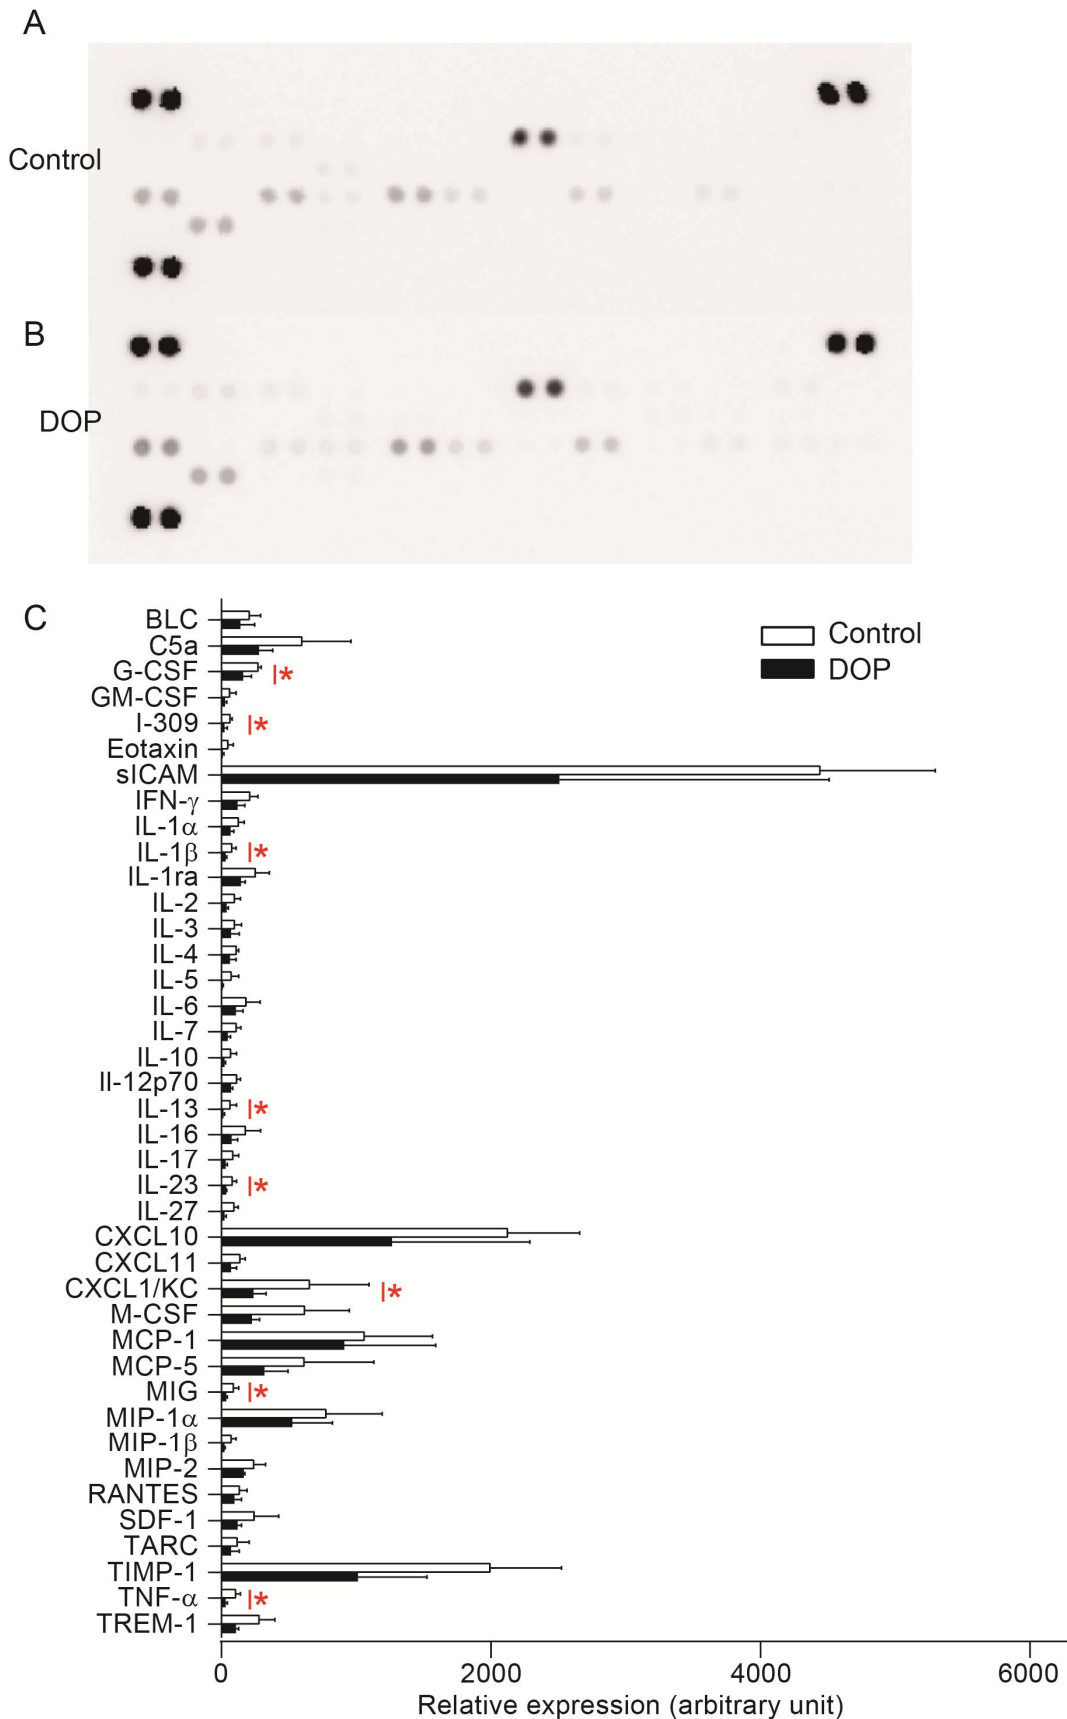 A
Control
B
DOP
C
Control
DOP
BLC
C5a
G-CSF |*
GM-CSF
I-309 |*
Eotaxin
sICAM
IFN-γ
IL-1α
IL-1β |*
IL-1ra
IL-2
IL-3
IL-4
IL-5
IL-6
IL-7
IL-10
Il-12p70
IL-13 |*
IL-16
IL-17
IL-23 |*
IL-27
CXCL10
CXCL11
CXCL1/KC |*
M-CSF
MCP-1
MCP-5
MIG |*
MIP-1α
MIP-1β
MIP-2
RANTES
SDF-1
TARC
TIMP-1
TNF-α |*
TREM-1
0 2000 4000 6000
Relative expression (arbitrary unit)